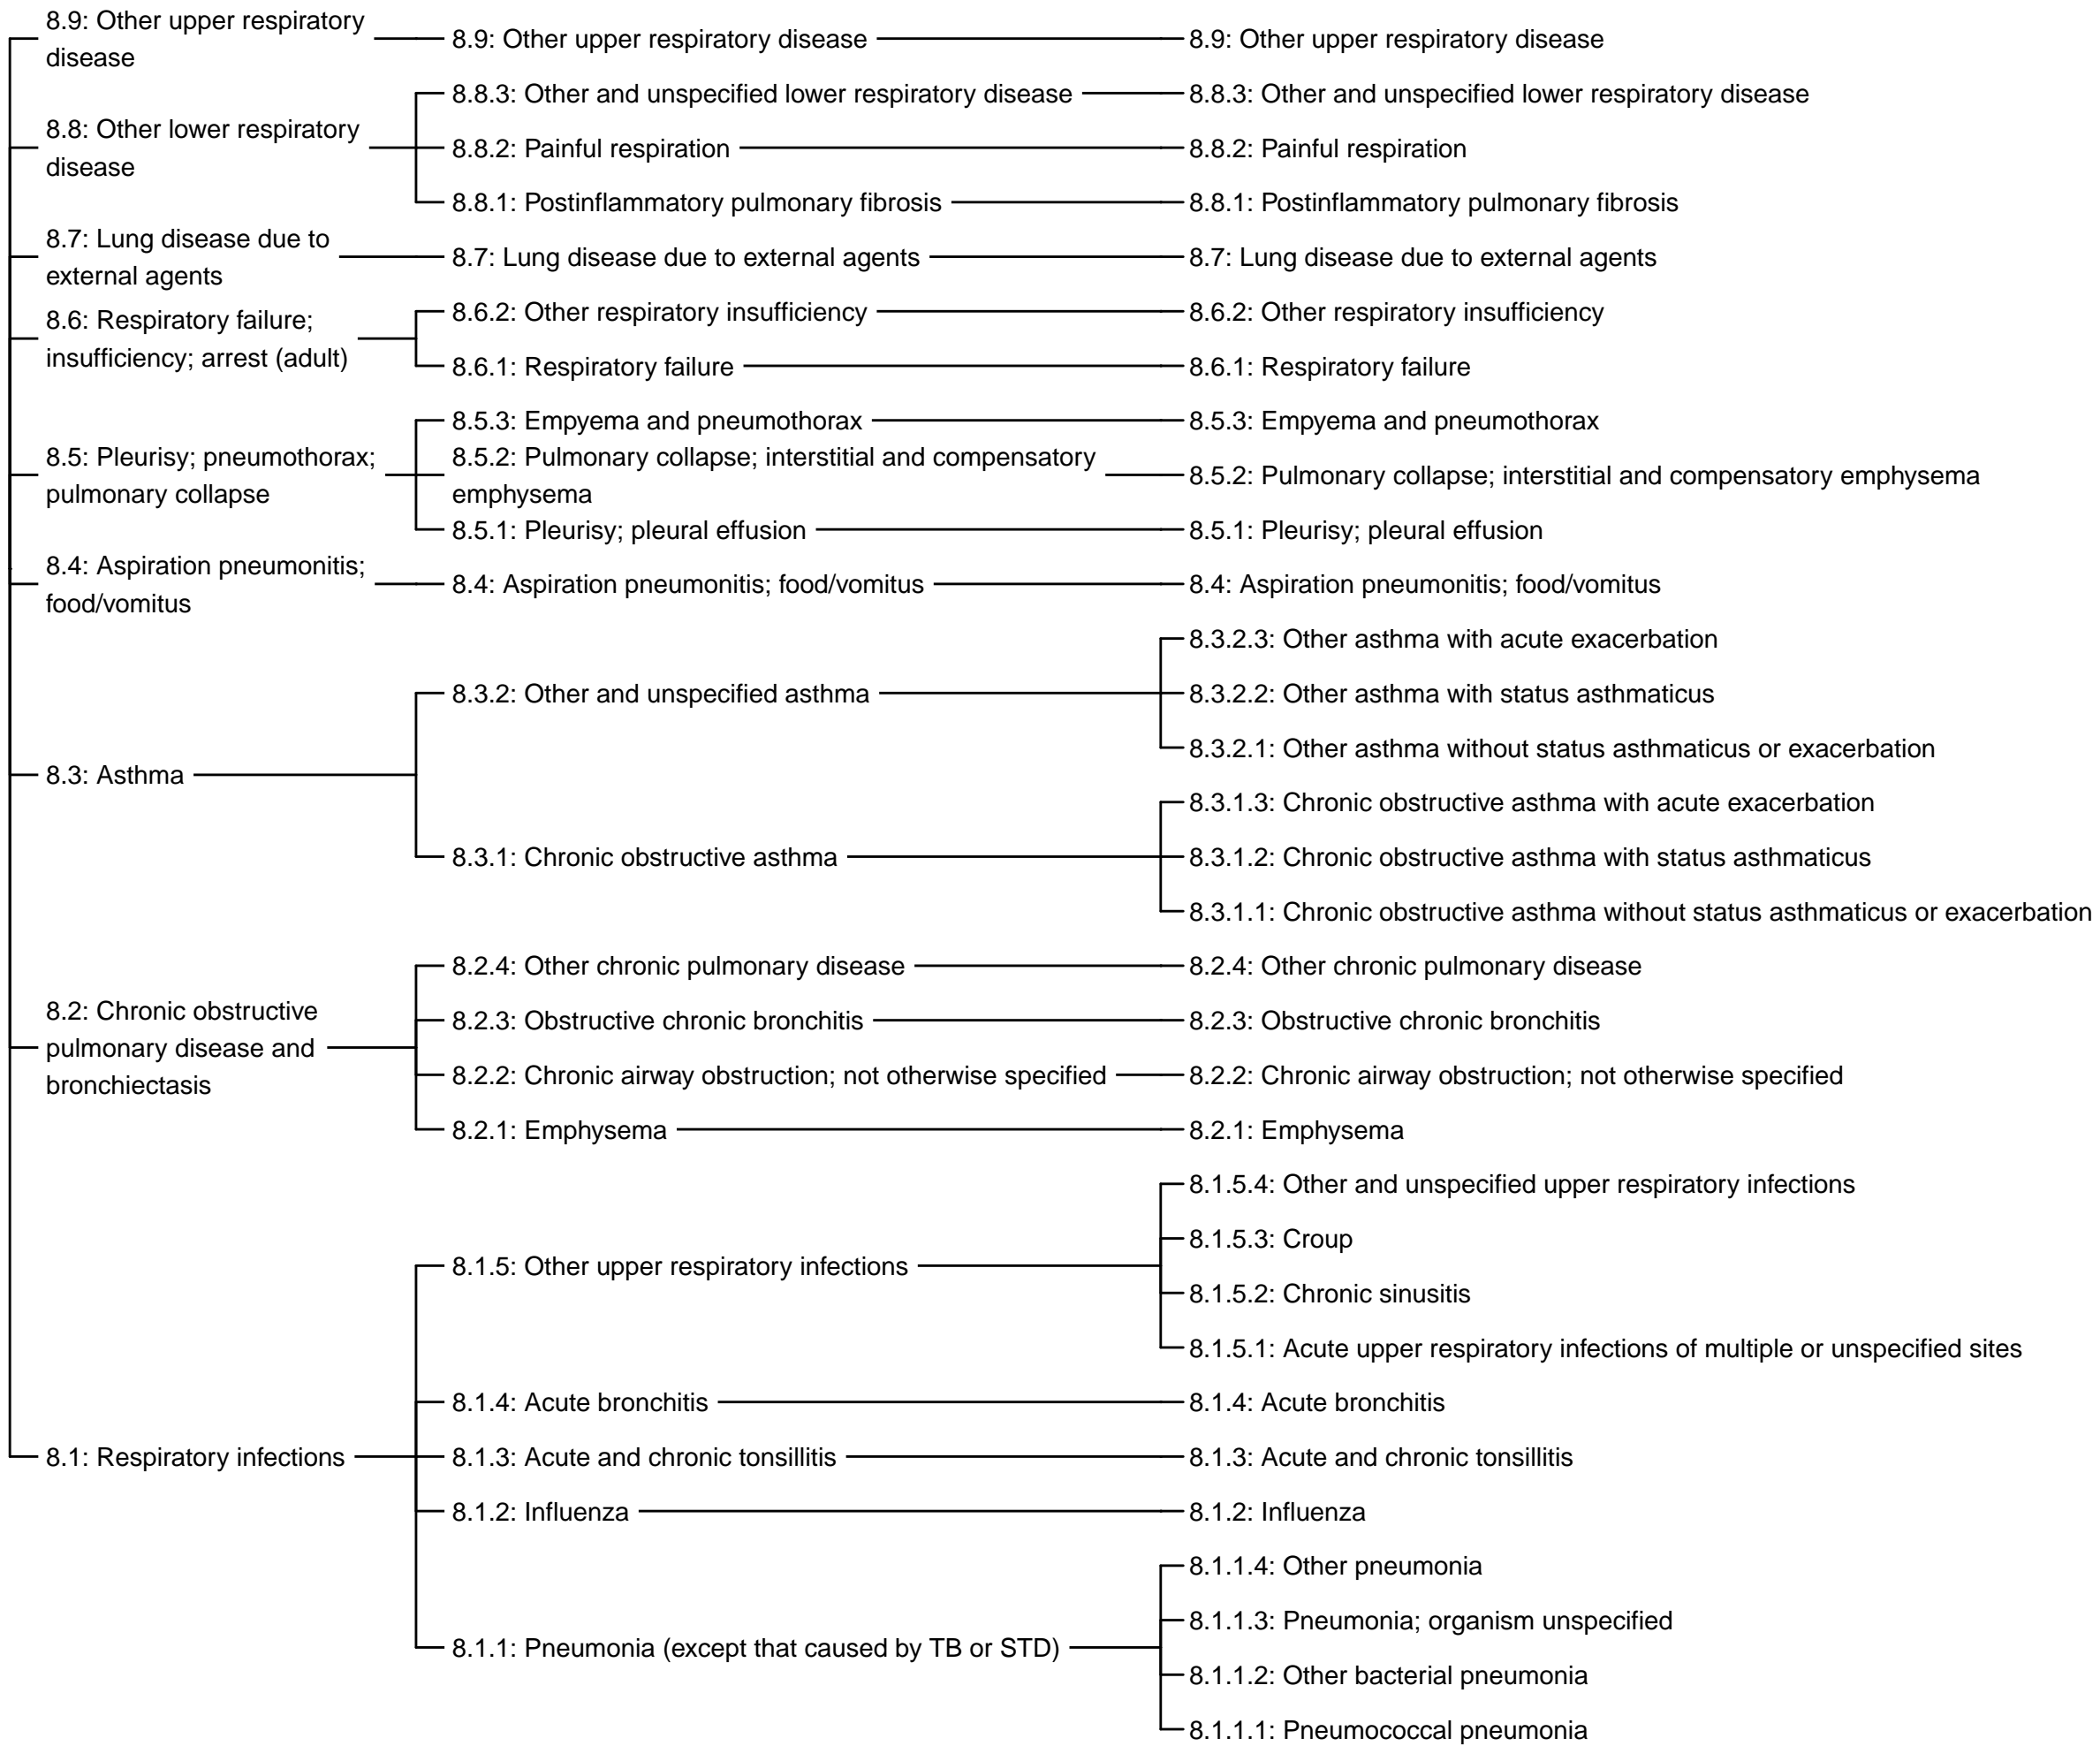 8.9: Other upper respiratory
disease
8.9: Other upper respiratory disease
8.9: Other upper respiratory disease
8.8: Other lower respiratory
disease
8.8.3: Other and unspecified lower respiratory disease
8.8.3: Other and unspecified lower respiratory disease
8.8.2: Painful respiration
8.8.2: Painful respiration
8.8.1: Postinflammatory pulmonary fibrosis
8.8.1: Postinflammatory pulmonary fibrosis
8.7: Lung disease due to
external agents
8.7: Lung disease due to external agents
8.7: Lung disease due to external agents
8.6: Respiratory failure;
insufficiency; arrest (adult)
8.6.2: Other respiratory insufficiency
8.6.2: Other respiratory insufficiency
8.6.1: Respiratory failure
8.6.1: Respiratory failure
8.5: Pleurisy; pneumothorax;
pulmonary collapse
8.5.3: Empyema and pneumothorax
8.5.3: Empyema and pneumothorax
8.5.2: Pulmonary collapse; interstitial and compensatory
emphysema
8.5.2: Pulmonary collapse; interstitial and compensatory emphysema
8.5.1: Pleurisy; pleural effusion
8.5.1: Pleurisy; pleural effusion
8.4: Aspiration pneumonitis;
food/vomitus
8.4: Aspiration pneumonitis; food/vomitus
8.4: Aspiration pneumonitis; food/vomitus
8.3: Asthma
8.3.2: Other and unspecified asthma
8.3.2.3: Other asthma with acute exacerbation
8.3.2.2: Other asthma with status asthmaticus
8.3.2.1: Other asthma without status asthmaticus or exacerbation
8.3.1: Chronic obstructive asthma
8.3.1.3: Chronic obstructive asthma with acute exacerbation
8.3.1.2: Chronic obstructive asthma with status asthmaticus
8.3.1.1: Chronic obstructive asthma without status asthmaticus or exacerbation
8.2: Chronic obstructive
pulmonary disease and
bronchiectasis
8.2.4: Other chronic pulmonary disease
8.2.4: Other chronic pulmonary disease
8.2.3: Obstructive chronic bronchitis
8.2.3: Obstructive chronic bronchitis
8.2.2: Chronic airway obstruction; not otherwise specified
8.2.2: Chronic airway obstruction; not otherwise specified
8.2.1: Emphysema
8.2.1: Emphysema
8.1: Respiratory infections
8.1.5: Other upper respiratory infections
8.1.5.4: Other and unspecified upper respiratory infections
8.1.5.3: Croup
8.1.5.2: Chronic sinusitis
8.1.5.1: Acute upper respiratory infections of multiple or unspecified sites
8.1.4: Acute bronchitis
8.1.4: Acute bronchitis
8.1.3: Acute and chronic tonsillitis
8.1.3: Acute and chronic tonsillitis
8.1.2: Influenza
8.1.2: Influenza
8.1.1: Pneumonia (except that caused by TB or STD)
8.1.1.4: Other pneumonia
8.1.1.3: Pneumonia; organism unspecified
8.1.1.2: Other bacterial pneumonia
8.1.1.1: Pneumococcal pneumonia